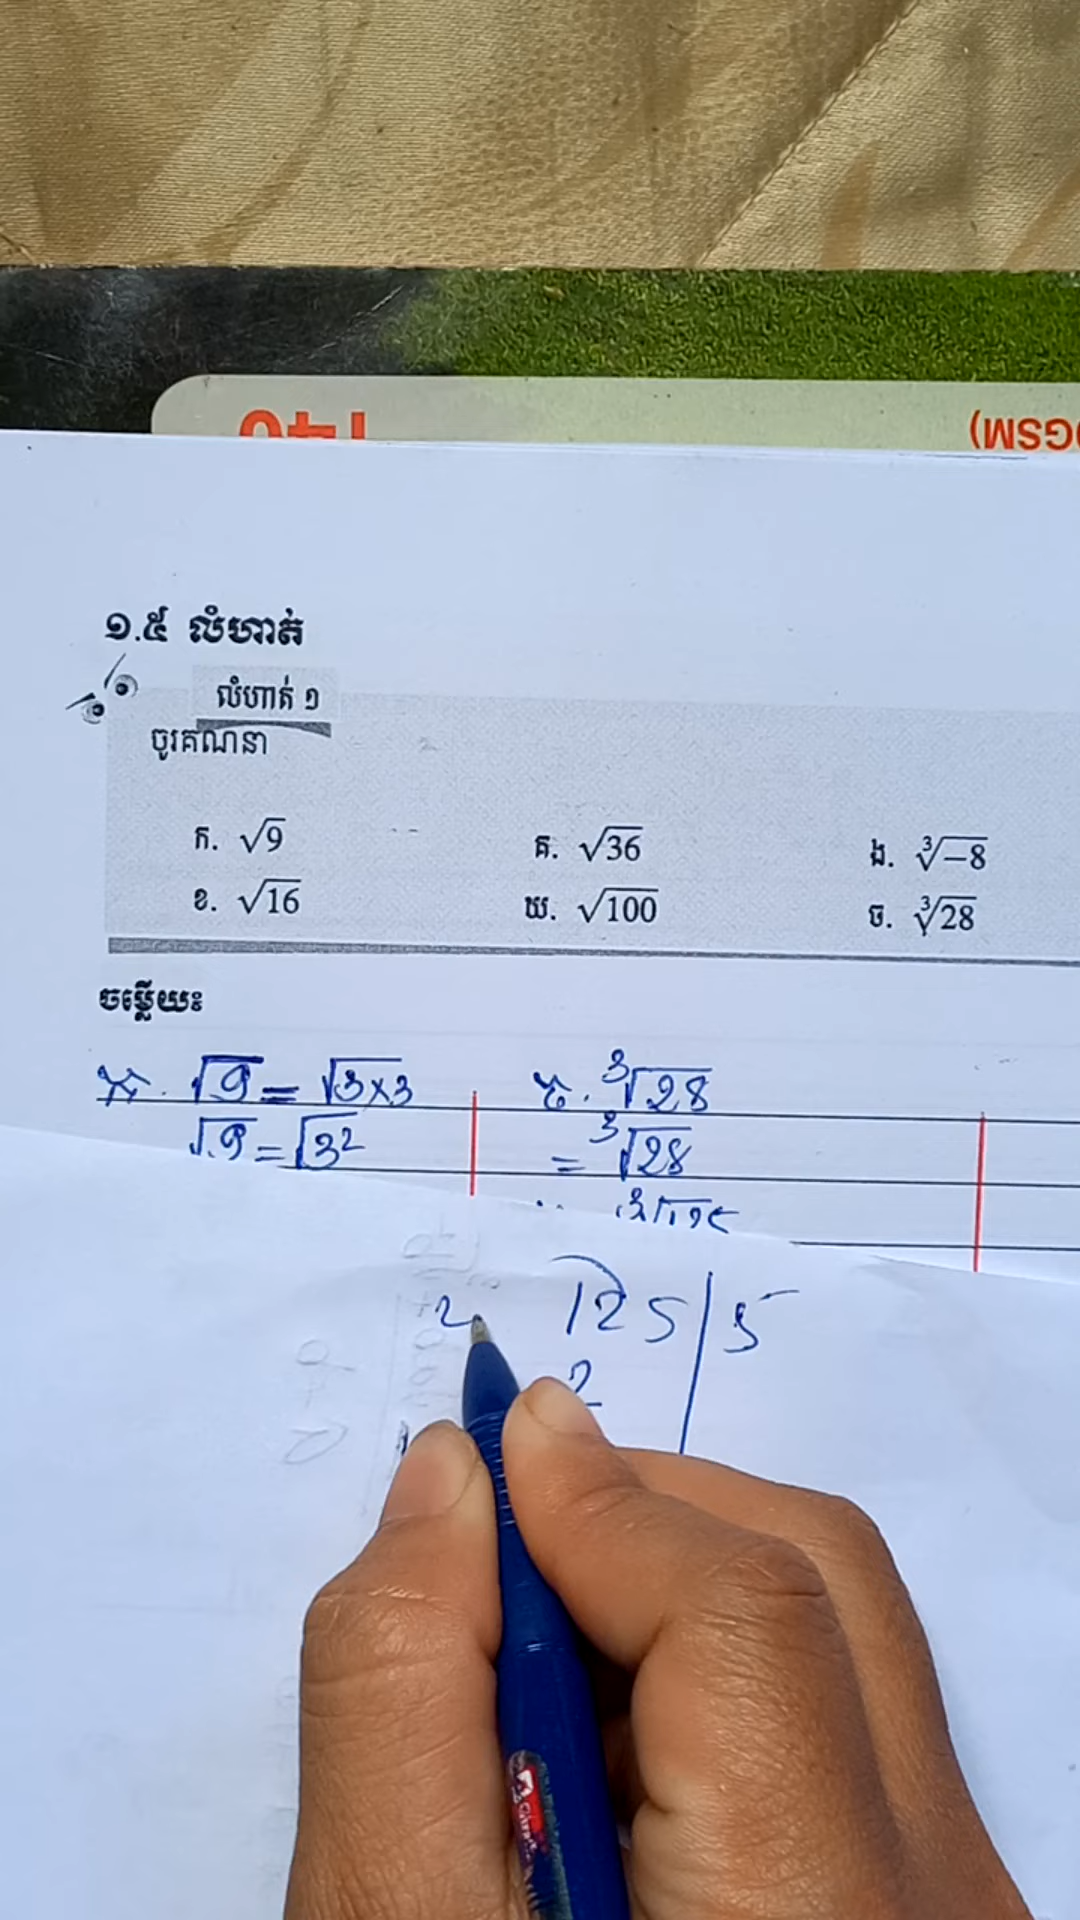 (WSG
១.៥ លំហាត់
លំហាត់ ១
ចូរគណនា
ក. √9 គ. √36 ង. ∛-8
ខ. √16 ឃ. √100 ច. ∛28
ចម្លើយ៖
ក. √9 = √3×3 ច. ∛28
√9 = √3² = ∛28
125 5
2 2